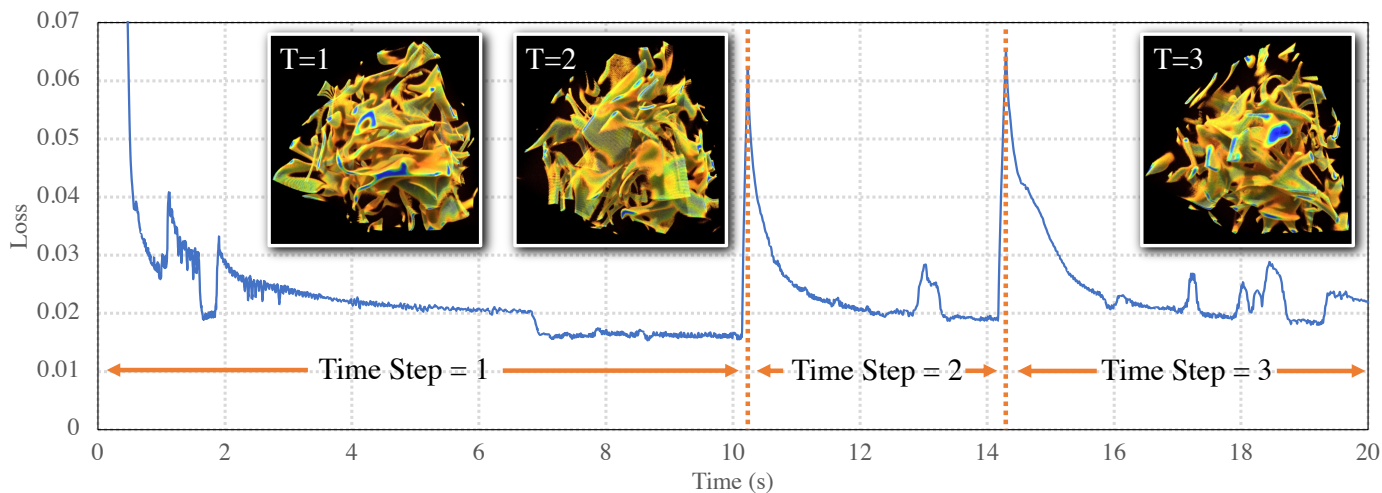 0.07
0.06
0.05
0.04
0.03
0.02
0.01
0
Loss
T=1
T=2
T=3
Time Step = 1
Time Step = 2
Time Step = 3
0 2 4 6 8 10 12 14 16 18 20
Time (s)